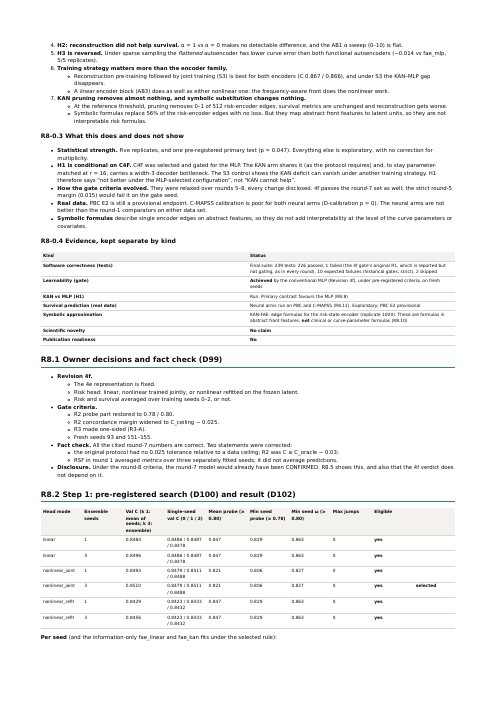 4. H2: reconstruction did not help survival. α = 1 vs α = 0 makes no detectable difference, and the AB1 α sweep (0–10) is flat.
5. H3 is reversed. Under sparse sampling the flattened autoencoder has lower curve error than both functional autoencoders (−0.014 vs fae_mlp,
5/5 replicates).
6. Training strategy matters more than the encoder family.
Reconstruction pre-training followed by joint training (S3) is best for both encoders (C 0.867 / 0.866), and under S3 the KAN–MLP gap
disappears.
A linear encoder block (AB3) does as well as either nonlinear one; the frequency-aware front does the nonlinear work.
7. KAN pruning removes almost nothing, and symbolic substitution changes nothing.
At the reference threshold, pruning removes 0–1 of 512 risk-encoder edges; survival metrics are unchanged and reconstruction gets worse.
Symbolic formulas replace 56% of the risk-encoder edges with no loss. But they map abstract front features to latent units, so they are not
interpretable risk formulas.
R8-0.3 What this does and does not show
Statistical strength. Five replicates, and one pre-registered primary test (p = 0.047). Everything else is exploratory, with no correction for
multiplicity.
H1 is conditional on C4F. C4F was selected and gated for the MLP. The KAN arm shares it (as the protocol requires) and, to stay parameter-
matched at r = 16, carries a width-3 decoder bottleneck. The S3 control shows the KAN deficit can vanish under another training strategy. H1
therefore says "not better under the MLP-selected configuration", not "KAN cannot help".
How the gate criteria evolved. They were relaxed over rounds 5–8, every change disclosed. 4f passes the round-7 set as well; the strict round-5
margin (0.015) would fail it on the gate seed.
Real data. PBC E2 is still a provisional endpoint. C-MAPSS calibration is poor for both neural arms (D-calibration p ≈ 0). The neural arms are not
better than the round-1 comparators on either data set.
Symbolic formulas describe single encoder edges on abstract features, so they do not add interpretability at the level of the curve parameters or
covariates.
R8-0.4 Evidence, kept separate by kind
Kind Status
Software correctness (tests) Final suite: 239 tests; 226 passed, 1 failed (the 4f gate's original R1, which is reported but
not gating, as in every round), 10 expected failures (historical gates, strict), 2 skipped
Learnability (gate) Achieved by the conventional MLP (Revision 4f, under pre-registered criteria, on fresh
seeds)
KAN vs MLP (H1) Run. Primary contrast favours the MLP (R8.8)
Survival prediction (real data) Neural arms run on PBC and C-MAPSS (R8.11). Exploratory, PBC E2 provisional
Symbolic approximation KAN-FAE: edge formulas for the risk-state encoder (replicate 1000). These are formulas in
abstract front features, not clinical or curve-parameter formulas (R8.10)
Scientific novelty No claim
Publication readiness No
R8.1 Owner decisions and fact check (D99)
Revision 4f.
The 4e representation is fixed.
Risk head: linear, nonlinear trained jointly, or nonlinear refitted on the frozen latent.
Risk and survival averaged over training seeds 0–2, or not.
Gate criteria.
R2 probe part restored to 0.78 / 0.80.
R2 concordance margin widened to C_ceiling − 0.025.
R3 made one-sided (R3-A).
Fresh seeds 93 and 151–155.
Fact check. All the cited round-7 numbers are correct. Two statements were corrected:
the original protocol had no 0.025 tolerance relative to a data ceiling; R2 was C ≥ C_oracle − 0.03;
RSF in round 1 averaged metrics over three separately fitted seeds; it did not average predictions.
Disclosure. Under the round-8 criteria, the round-7 model would already have been CONFIRMED. R8.5 shows this, and also that the 4f verdict does
not depend on it.
R8.2 Step 1: pre-registered search (D100) and result (D102)
Head mode Ensemble seeds Val C (k 1: mean of seeds; k 3: ensemble) Single-seed val C (0 / 1 / 2) Mean probe (≥ 0.80) Min seed probe (≥ 0.78) Min seed ω (≥ 0.80) Max jumps Eligible
linear 1 0.8484 0.8486 / 0.8487 / 0.8478 0.847 0.829 0.863 0 yes
linear 3 0.8496 0.8486 / 0.8487 / 0.8478 0.847 0.829 0.863 0 yes
nonlinear_joint 1 0.8493 0.8479 / 0.8511 / 0.8488 0.821 0.806 0.827 0 yes
nonlinear_joint 3 0.8510 0.8479 / 0.8511 / 0.8488 0.821 0.806 0.827 0 yes selected
nonlinear_refit 1 0.8429 0.8423 / 0.8433 / 0.8432 0.847 0.829 0.863 0 yes
nonlinear_refit 3 0.8456 0.8423 / 0.8433 / 0.8432 0.847 0.829 0.863 0 yes
Per seed (and the information-only fae_linear and fae_kan fits under the selected rule):